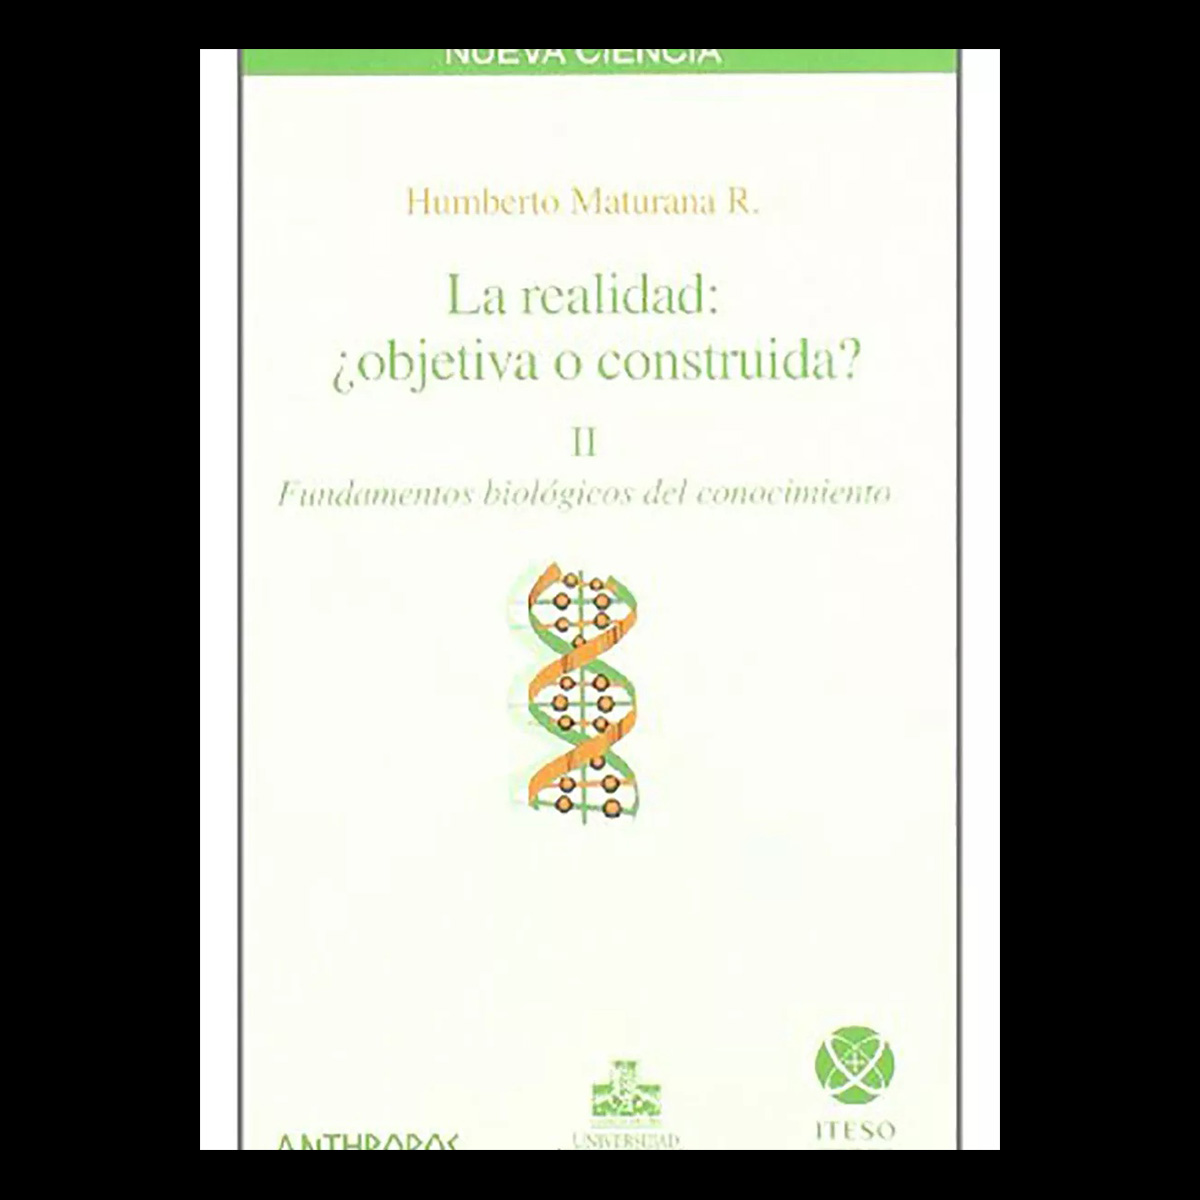 NUEVA CIENCIA
Humberto Maturana R.
La realidad:
¿objetiva o construida?
II
Fundamentos biológicos del conocimiento
ANTHROPOS
UNIVERSIDAD
ITESO